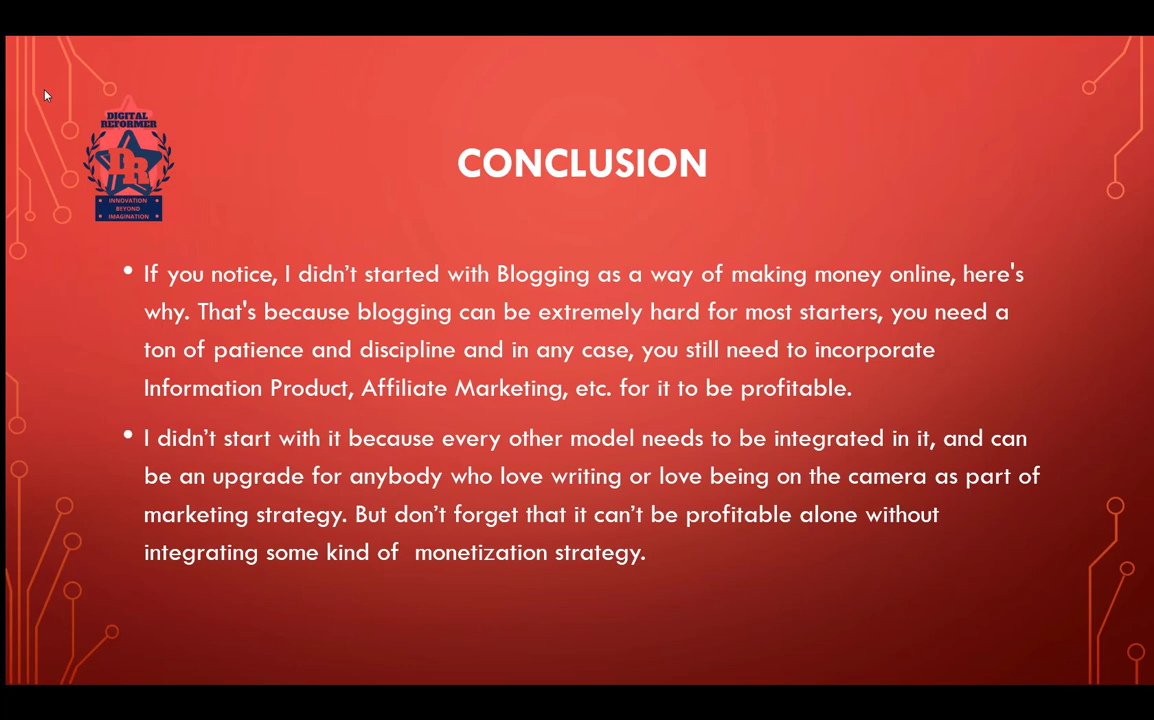 DIGITAL
REFORMER
DR
INNOVATION
BEYOND
IMAGINATION
CONCLUSION
• If you notice, I didn't started with Blogging as a way of making money online, here's
why. That's because blogging can be extremely hard for most starters, you need a
ton of patience and discipline and in any case, you still need to incorporate
Information Product, Affiliate Marketing, etc. for it to be profitable.
• I didn't start with it because every other model needs to be integrated in it, and can
be an upgrade for anybody who love writing or love being on the camera as part of
marketing strategy. But don't forget that it can't be profitable alone without
integrating some kind of  monetization strategy.